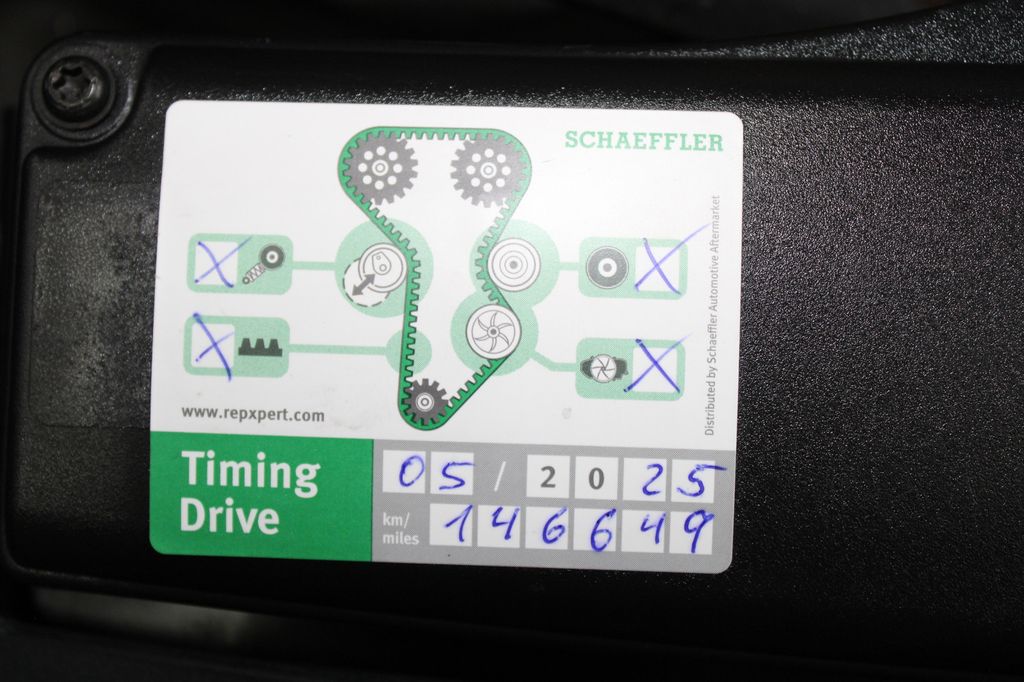 SCHAEFFLER
Distributed by Schaeffler Automotive Aftermarket
www.repxpert.com
Timing
Drive
05 / 2025
km/
miles
146649